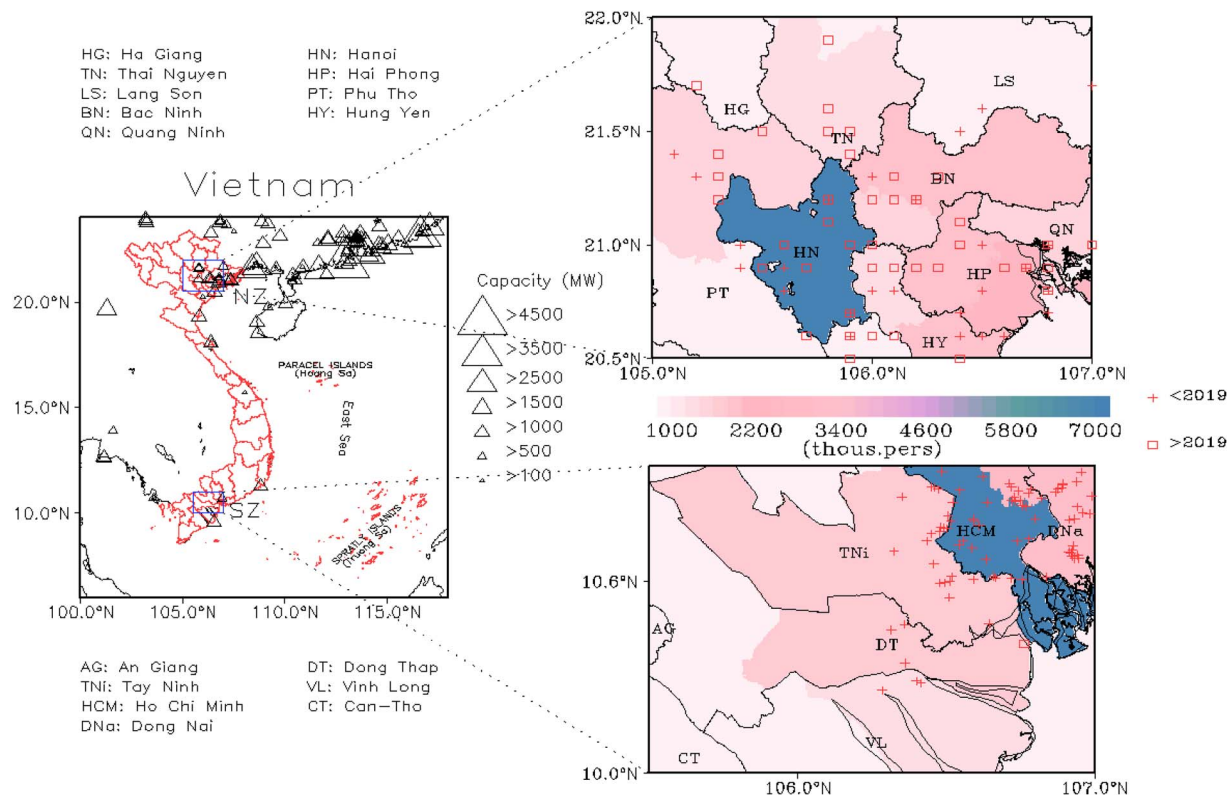 HG: Ha Giang
TN: Thai Nguyen
LS: Lang Son
BN: Bac Ninh
QN: Quang Ninh
HN: Hanoi
HP: Hai Phong
PT: Phu Tho
HY: Hung Yen
Vietnam
20.0°N
15.0°N
10.0°N
100.0°E
105.0°E
110.0°E
115.0°E
NZ
SZ
PARACEL ISLANDS
(Hoang Sa)
East Sea
SPRATLY ISLANDS
(Truong Sa)
Capacity (MW)
>4500
>3500
>2500
>1500
>1000
>500
>100
22.0°N
21.5°N
21.0°N
20.5°N
105.0°E
106.0°E
107.0°E
HG
TN
LS
BN
QN
HN
HP
PT
HY
1000 2200 3400 4600 5800 7000
(thous.pers)
<2019
>2019
10.6°N
10.0°N
106.0°E
107.0°E
TNi
HCM
DNa
AG
DT
VL
CT
AG: An Giang
TNi: Tay Ninh
HCM: Ho Chi Minh
DNa: Dong Nai
DT: Dong Thap
VL: Vinh Long
CT: Can-Tho